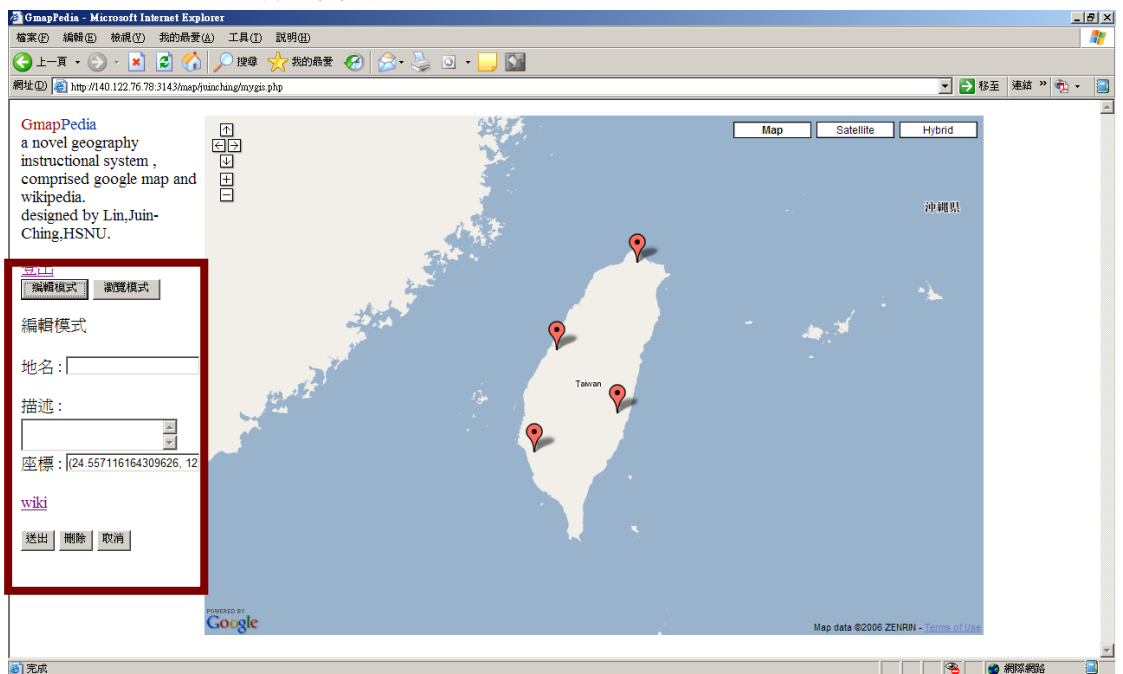 GmapPedia - Microsoft Internet Explorer
檔案(F) 編輯(E) 檢視(V) 我的最愛(A) 工具(T) 說明(H)
上一頁 搜尋 我的最愛
網址(D) http://140.122.76.78:3143/map/juinching/mygis.php 移至 連結 »
GmapPedia
a novel geography
instructional system ,
comprised google map and
wikipedia.
designed by Lin,Juin-
Ching,HSNU.
登出
編輯模式 瀏覽模式
編輯模式
地名 :
描述 :
座標 : (24.557116164309626, 12
wiki
送出 刪除 取消
Map Satellite Hybrid
沖縄県
Taiwan
POWERED BY
Google
Map data ©2006 ZENRIN - Terms of Use
完成 網際網路